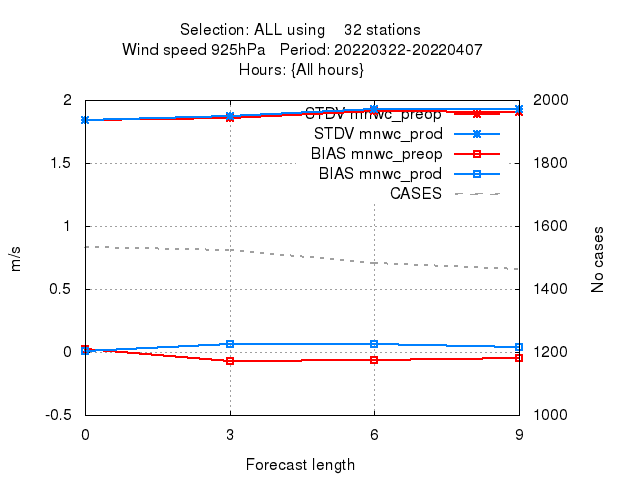 Selection: ALL using 32 stations
Wind speed 925hPa Period: 20220322-20220407
Hours: {All hours}
2 2000
STDV mnwc_preop
STDV mnwc_prod
BIAS mnwc_preop
1.5 1800
BIAS mnwc_prod
CASES
1 1600
m/s
No cases
0.5 1400
0 1200
-0.5 1000
0 3 6 9
Forecast length